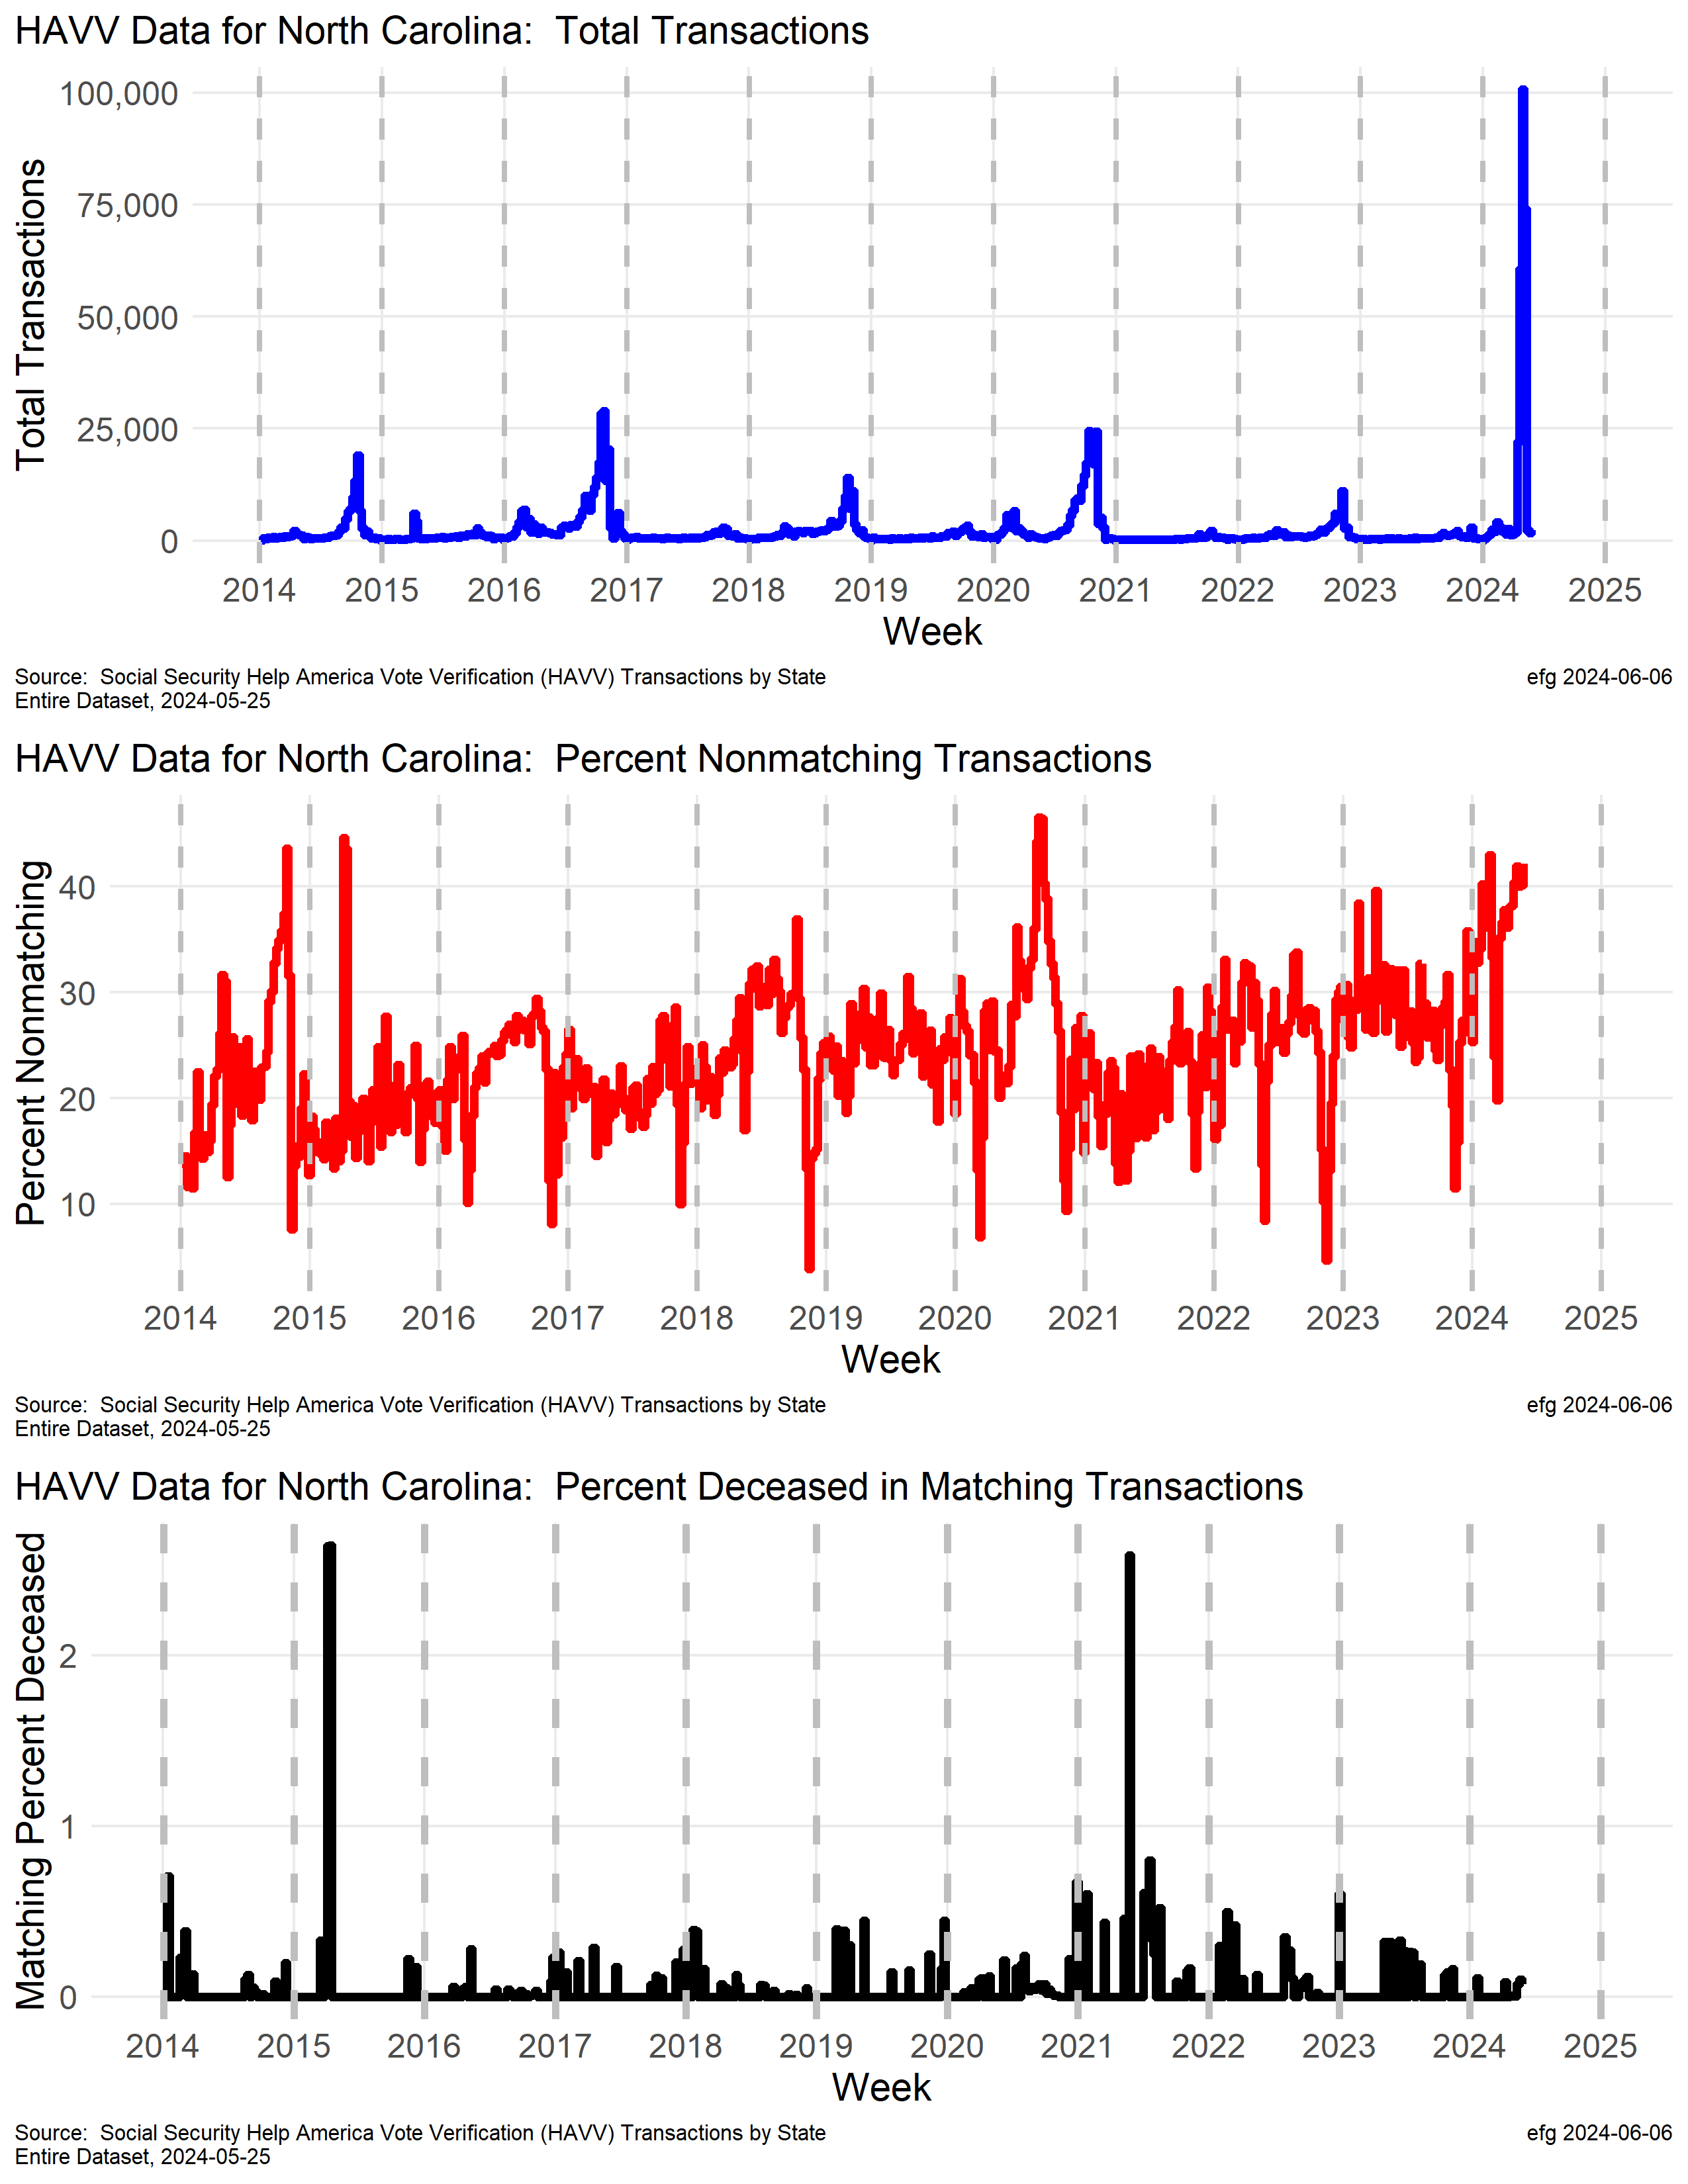 HAVV Data for North Carolina:  Total Transactions
100,000
75,000
50,000
25,000
0
Total Transactions
2014 2015 2016 2017 2018 2019 2020 2021 2022 2023 2024 2025
Week
Source:  Social Security Help America Vote Verification (HAVV) Transactions by State
Entire Dataset, 2024-05-25
efg 2024-06-06
HAVV Data for North Carolina:  Percent Nonmatching Transactions
40
30
20
10
Percent Nonmatching
2014 2015 2016 2017 2018 2019 2020 2021 2022 2023 2024 2025
Week
Source:  Social Security Help America Vote Verification (HAVV) Transactions by State
Entire Dataset, 2024-05-25
efg 2024-06-06
HAVV Data for North Carolina:  Percent Deceased in Matching Transactions
2
1
0
Matching Percent Deceased
2014 2015 2016 2017 2018 2019 2020 2021 2022 2023 2024 2025
Week
Source:  Social Security Help America Vote Verification (HAVV) Transactions by State
Entire Dataset, 2024-05-25
efg 2024-06-06